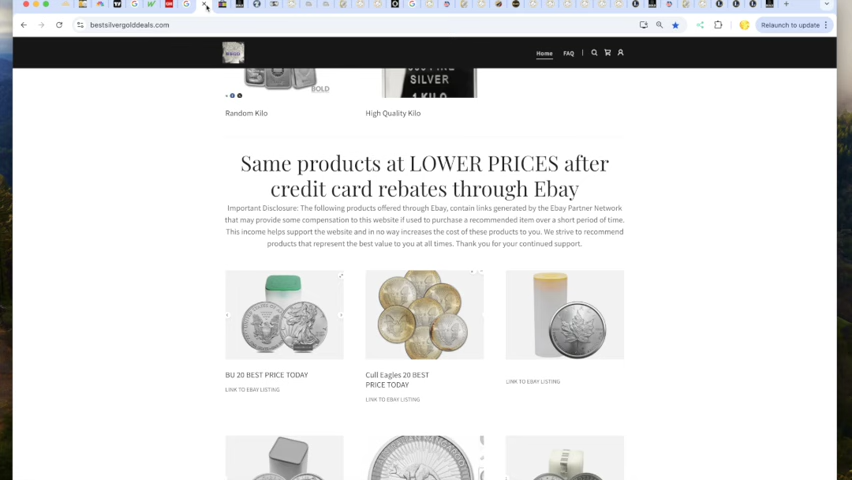 bestsilvergolddeals.com
Relaunch to update
Home
FAQ
SILVER
1 KILO
BOLD
Random Kilo
High Quality Kilo
Same products at LOWER PRICES after
credit card rebates through Ebay
Important Disclosure: The following products offered through Ebay, contain links generated by the Ebay Partner Network
that may provide some compensation to this website if used to purchase a recommended item over a short period of time.
This income helps support the website and in no way increases the cost of these products to you. We strive to recommend
products that represent the best value to you at all times. Thank you for your continued support.
BU 20 BEST PRICE TODAY
LINK TO EBAY LISTING
Cull Eagles 20 BEST
PRICE TODAY
LINK TO EBAY LISTING
LINK TO EBAY LISTING